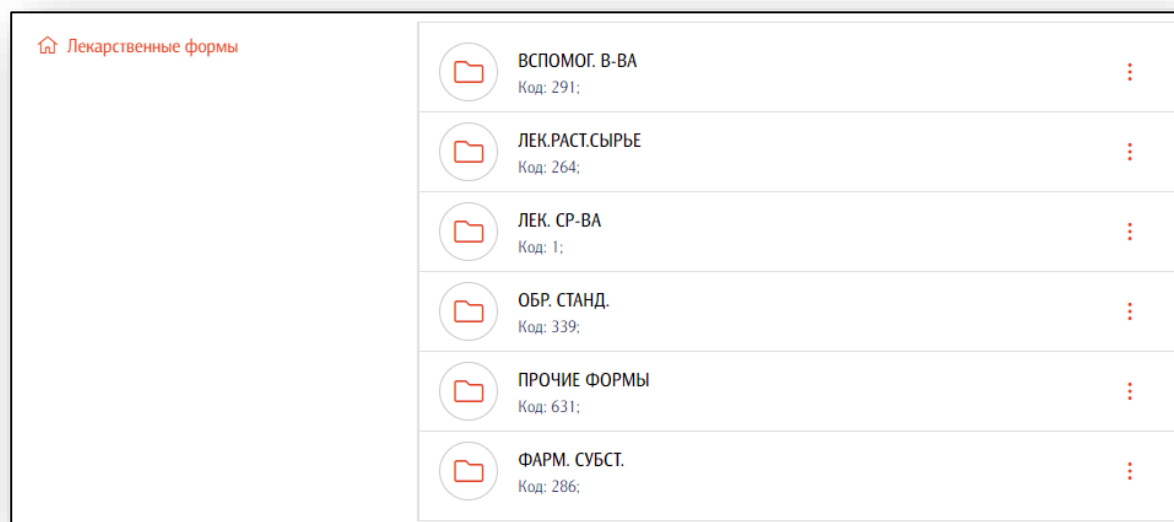 Лекарственные формы
ВСПОМОГ. В-ВА
Код: 291;
ЛЕК.РАСТ.СЫРЬЕ
Код: 264;
ЛЕК. СР-ВА
Код: 1;
ОБР. СТАНД.
Код: 339;
ПРОЧИЕ ФОРМЫ
Код: 631;
ФАРМ. СУБСТ.
Код: 286;